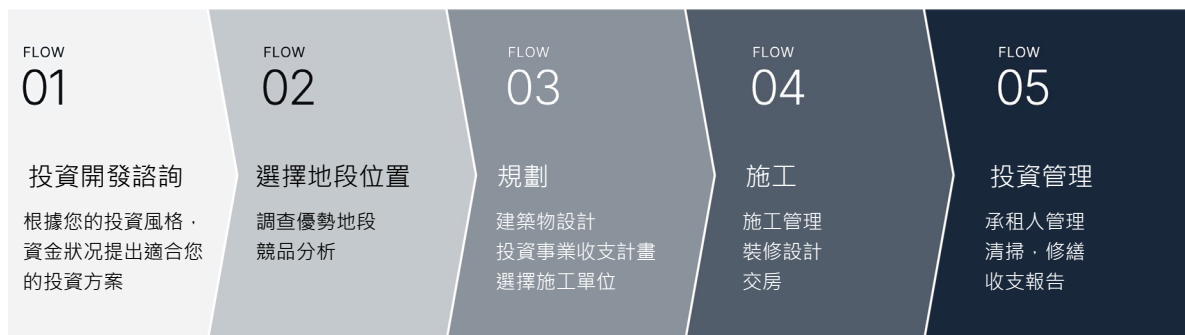 FLOW
01
投資開發諮詢
根據您的投資風格，
資金狀況提出適合您
的投資方案
FLOW
02
選擇地段位置
調查優勢地段
競品分析
FLOW
03
規劃
建築物設計
投資事業收支計畫
選擇施工單位
FLOW
04
施工
施工管理
裝修設計
交房
FLOW
05
投資管理
承租人管理
清掃，修繕
收支報告